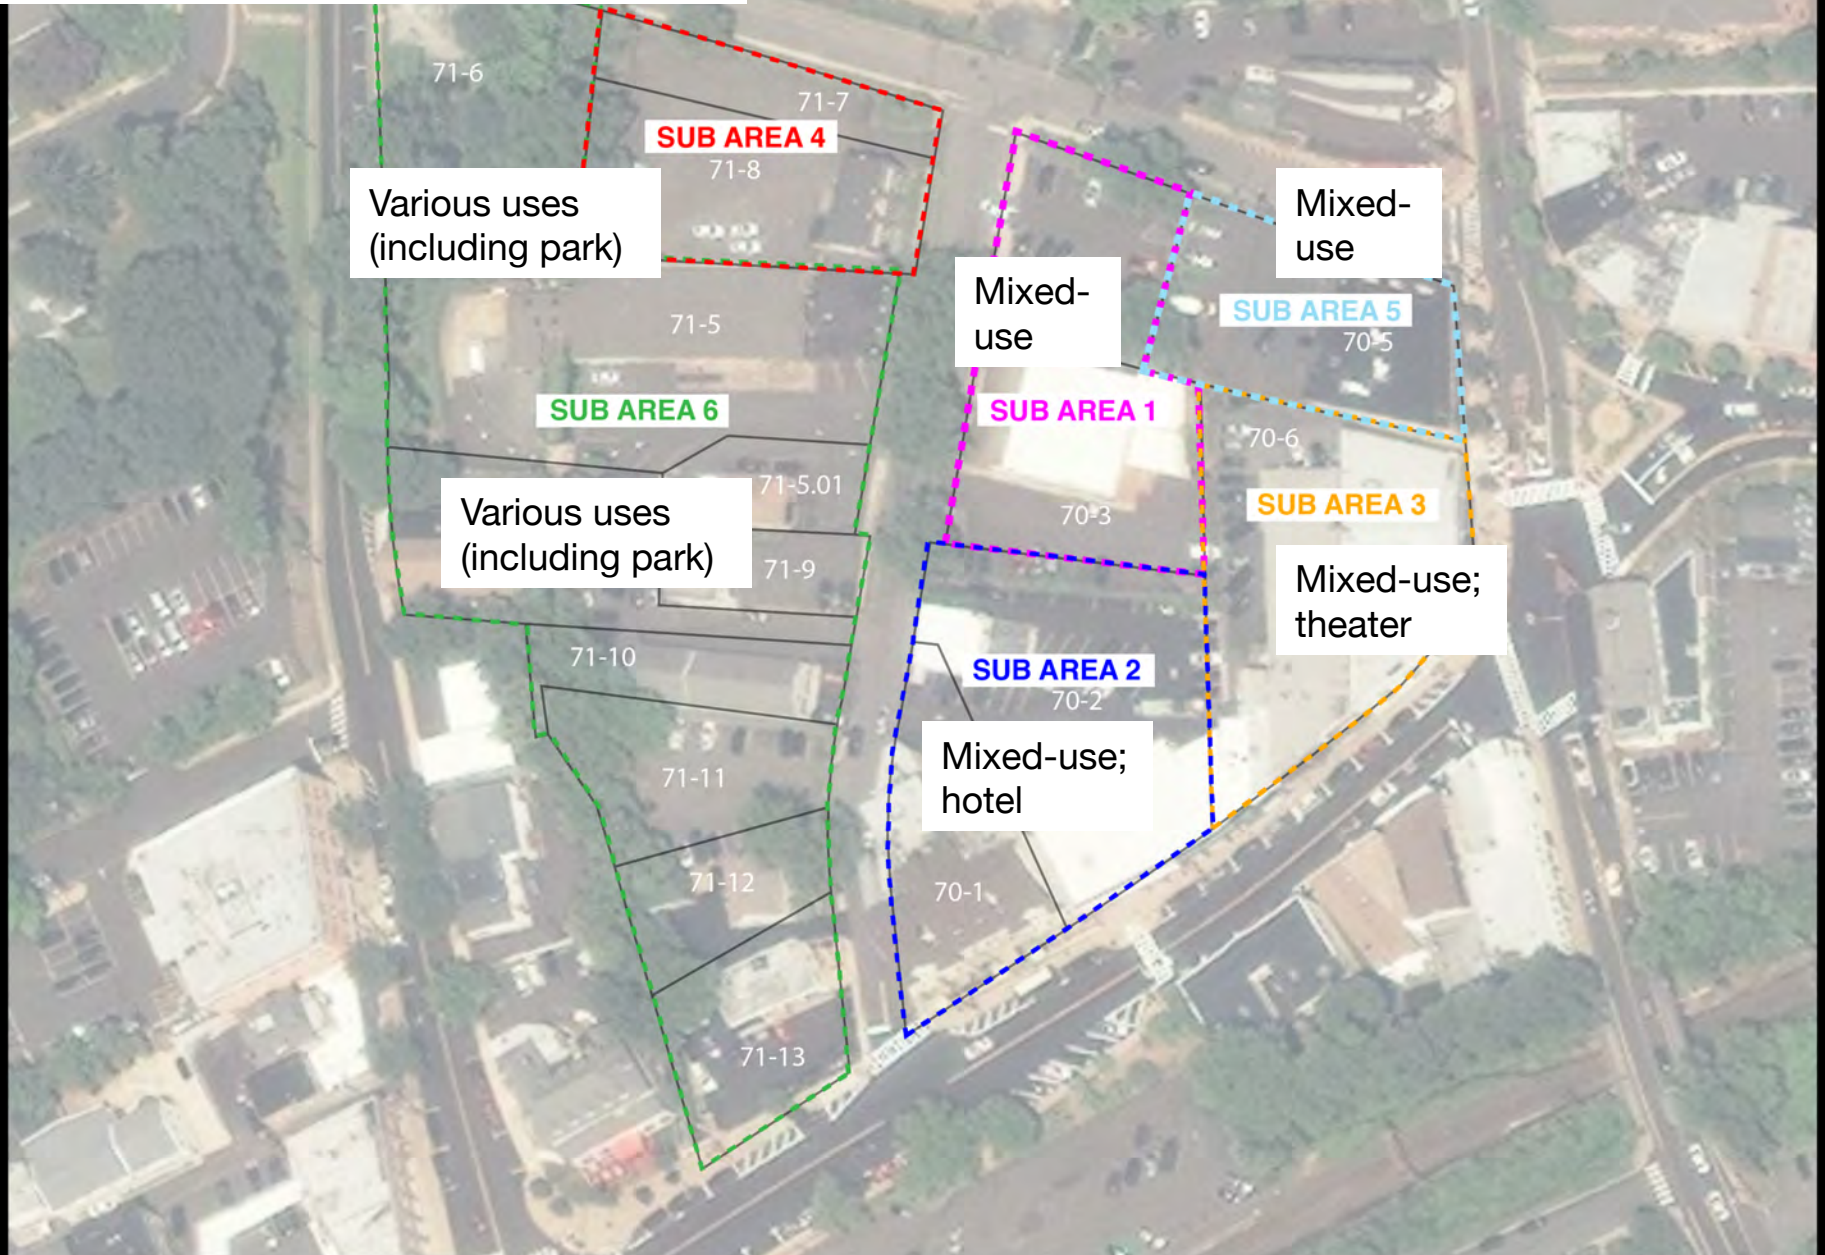 71-6
71-7
SUB AREA 4
71-8
Various uses
(including park)
Mixed-
use
Mixed-
use
SUB AREA 5
70-5
71-5
SUB AREA 6
SUB AREA 1
70-6
71-5.01
SUB AREA 3
70-3
Various uses
(including park)
71-9
Mixed-use;
theater
71-10
SUB AREA 2
70-2
Mixed-use;
hotel
71-11
71-12
70-1
71-13